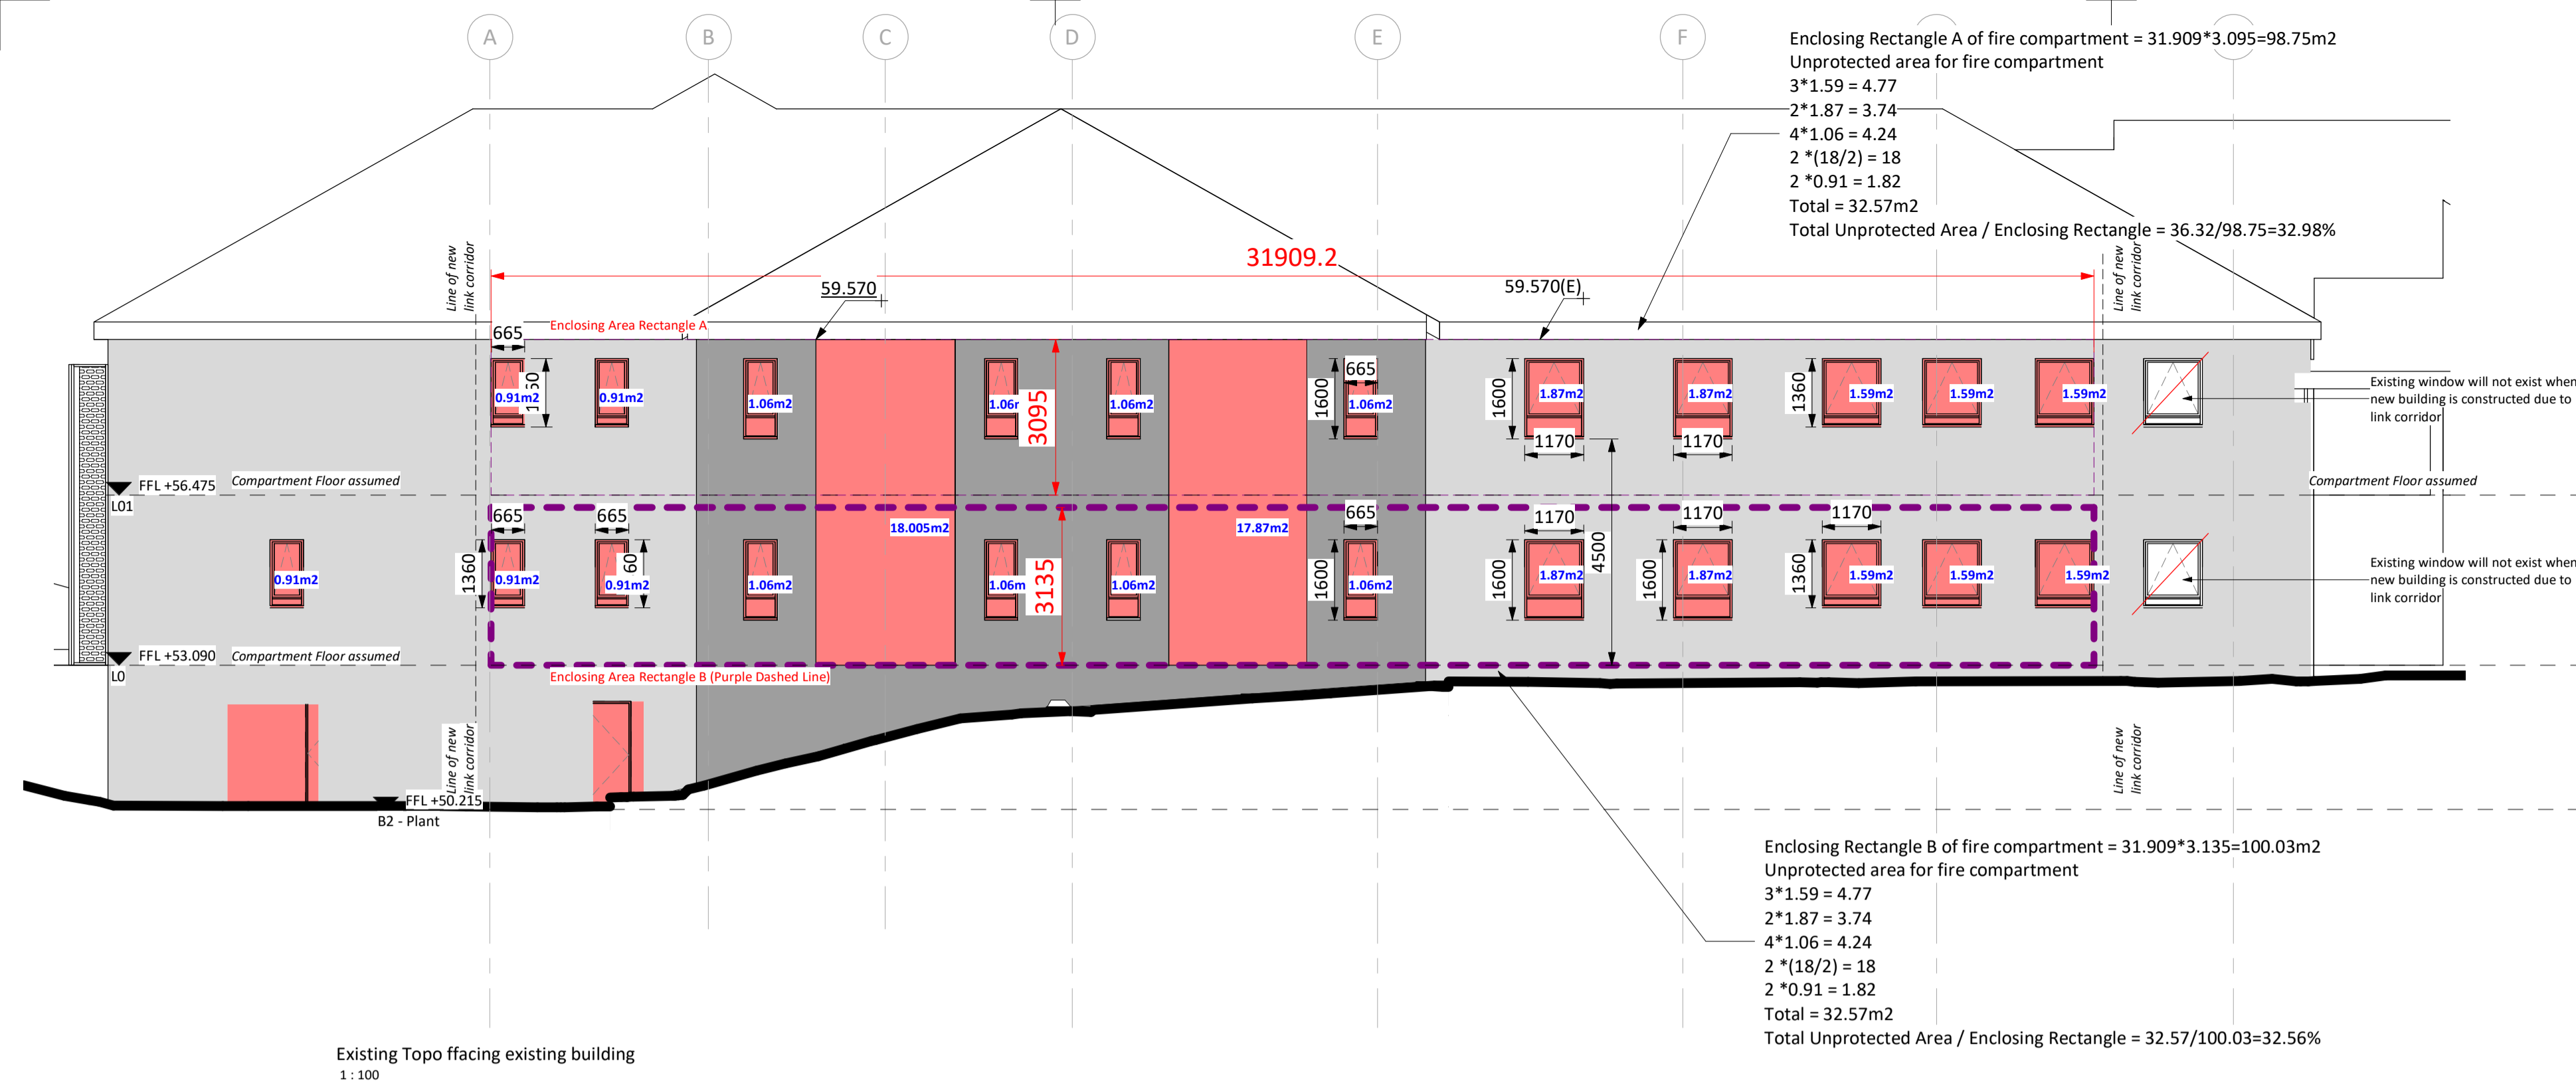 A
B
C
D
E
F
Enclosing Rectangle A of fire compartment = 31.909*3.095=98.75m2
Unprotected area for fire compartment
3*1.59 = 4.77
2*1.87 = 3.74
4*1.06 = 4.24
2 *(18/2) = 18
2 *0.91 = 1.82
Total = 32.57m2
Total Unprotected Area / Enclosing Rectangle = 36.32/98.75=32.98%
Line of new
link corridor
31909.2
Line of new
link corridor
59.570
59.570(E)
Enclosing Area Rectangle A
665
0.91m2
0.91m2
1.06m2
3095
1.06m2
1600
665
1.06m2
1600
1.87m2
1170
1.87m2
1170
1360
1.59m2
1.59m2
1.59m2
Existing window will not exist when
new building is constructed due to
link corridor
FFL +56.475
Compartment Floor assumed
L01
Compartment Floor assumed
665
665
18.005m2
17.87m2
665
1170
1170
1170
0.91m2
1360
0.91m2
0.91m2
60
1.06m2
1.06m
3135
1.06m2
1600
1.06m2
1600
1.87m2
4500
1600
1.87m2
1360
1.59m2
1.59m2
1.59m2
Existing window will not exist when
new building is constructed due to
link corridor
FFL +53.090
Compartment Floor assumed
L0
Enclosing Area Rectangle B (Purple Dashed Line)
Line of new
link corridor
Line of new
link corridor
FFL +50.215
B2 - Plant
Enclosing Rectangle B of fire compartment = 31.909*3.135=100.03m2
Unprotected area for fire compartment
3*1.59 = 4.77
2*1.87 = 3.74
4*1.06 = 4.24
2 *(18/2) = 18
2 *0.91 = 1.82
Total = 32.57m2
Total Unprotected Area / Enclosing Rectangle = 32.57/100.03=32.56%
Existing Topo ffacing existing building
1 : 100